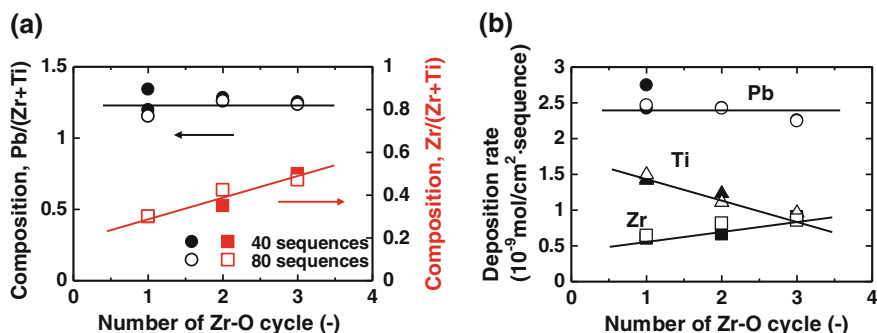 (a)
Composition, Pb/(Zr+Ti)
1.5
1
0.5
0
1
0.8
0.6
0.4
0.2
0
Composition, Zr/(Zr+Ti)
40 sequences
80 sequences
0 1 2 3 4
Number of Zr-O cycle (-)
(b)
Deposition rate
(10⁻⁹mol/cm²·sequence)
3
2.5
2
1.5
1
0.5
0
Pb
Ti
Zr
0 1 2 3 4
Number of Zr-O cycle (-)